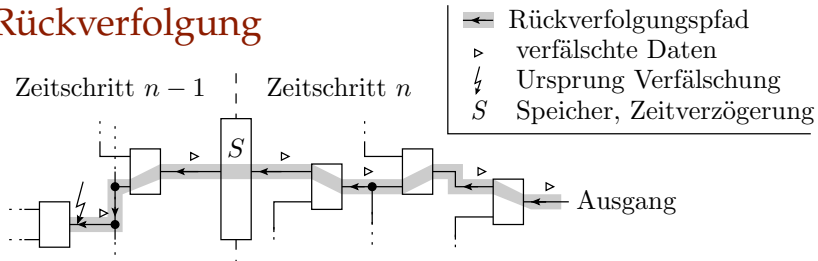 Rückverfolgung
Rückverfolgungspfad
verfälschte Daten
Ursprung Verfälschung
S Speicher, Zeitverzögerung
Zeitschritt n − 1
Zeitschritt n
S
Ausgang